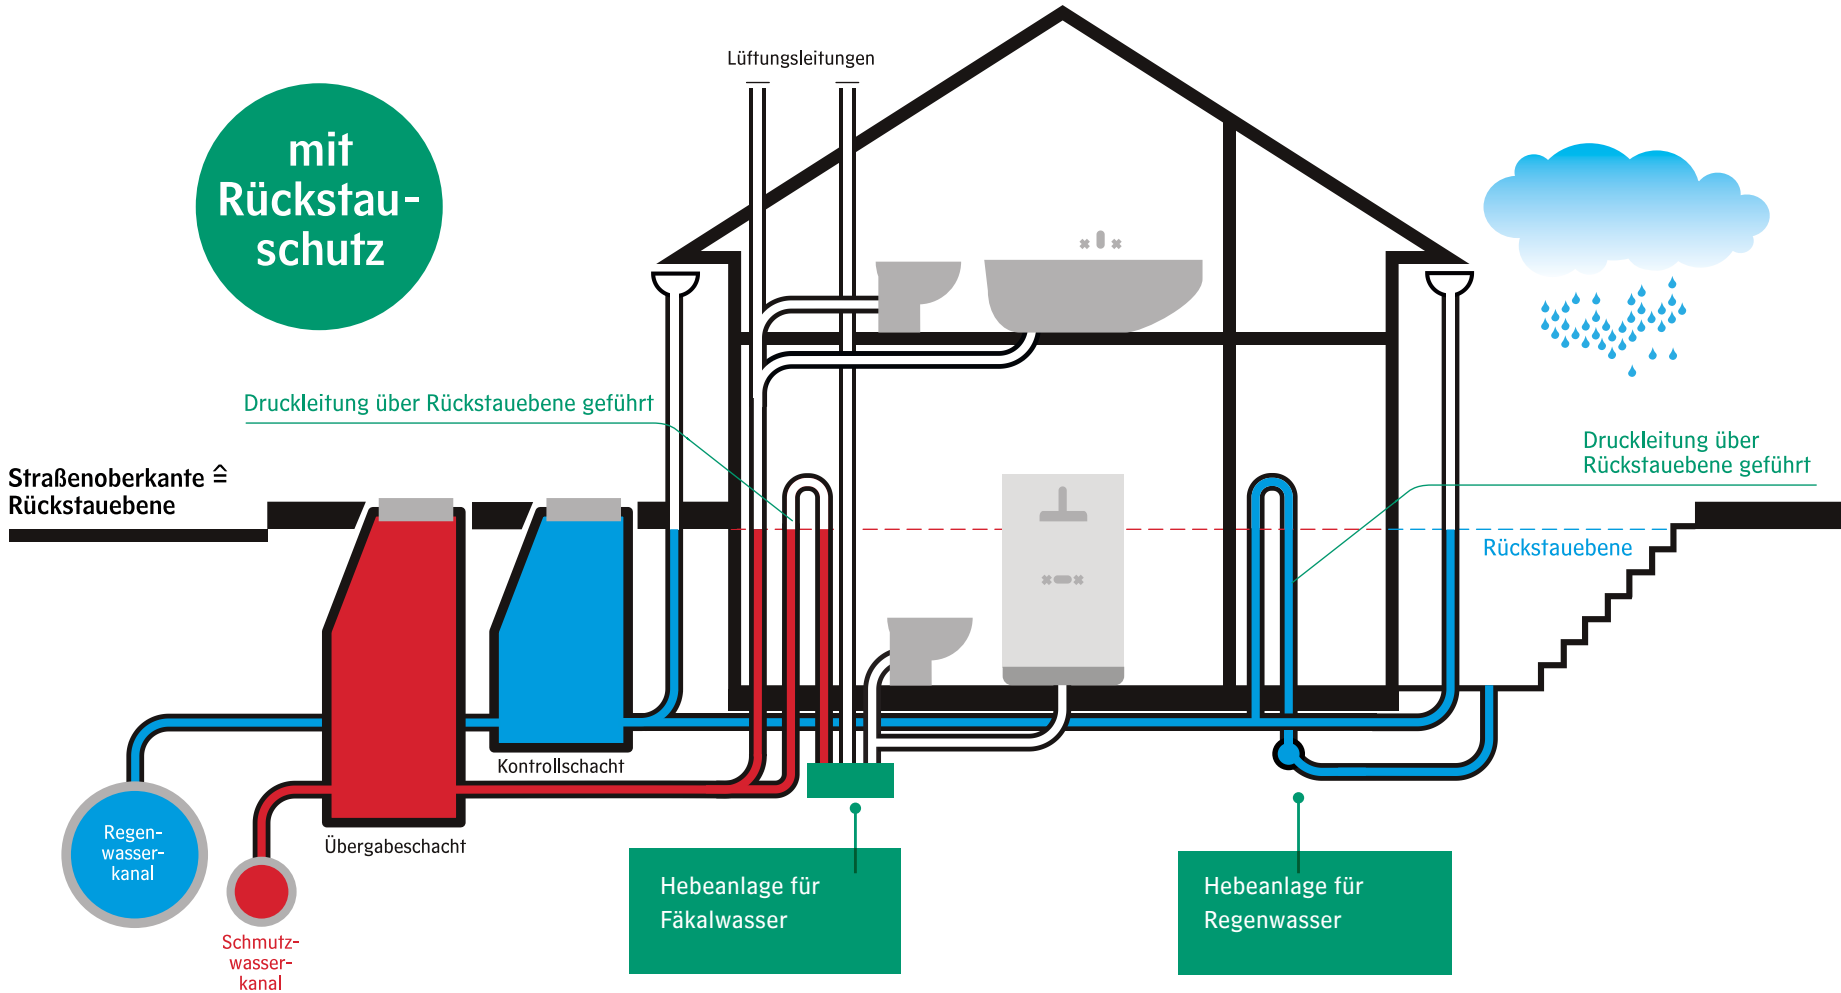 Lüftungsleitungen
mit
Rückstau-
schutz
Druckleitung über Rückstauebene geführt
Druckleitung über
Rückstauebene geführt
Straßenoberkante ≙
Rückstauebene
Rückstauebene
Kontrollschacht
Übergabeschacht
Regen-
wasser-
kanal
Schmutz-
wasser-
kanal
Hebeanlage für
Fäkalwasser
Hebeanlage für
Regenwasser